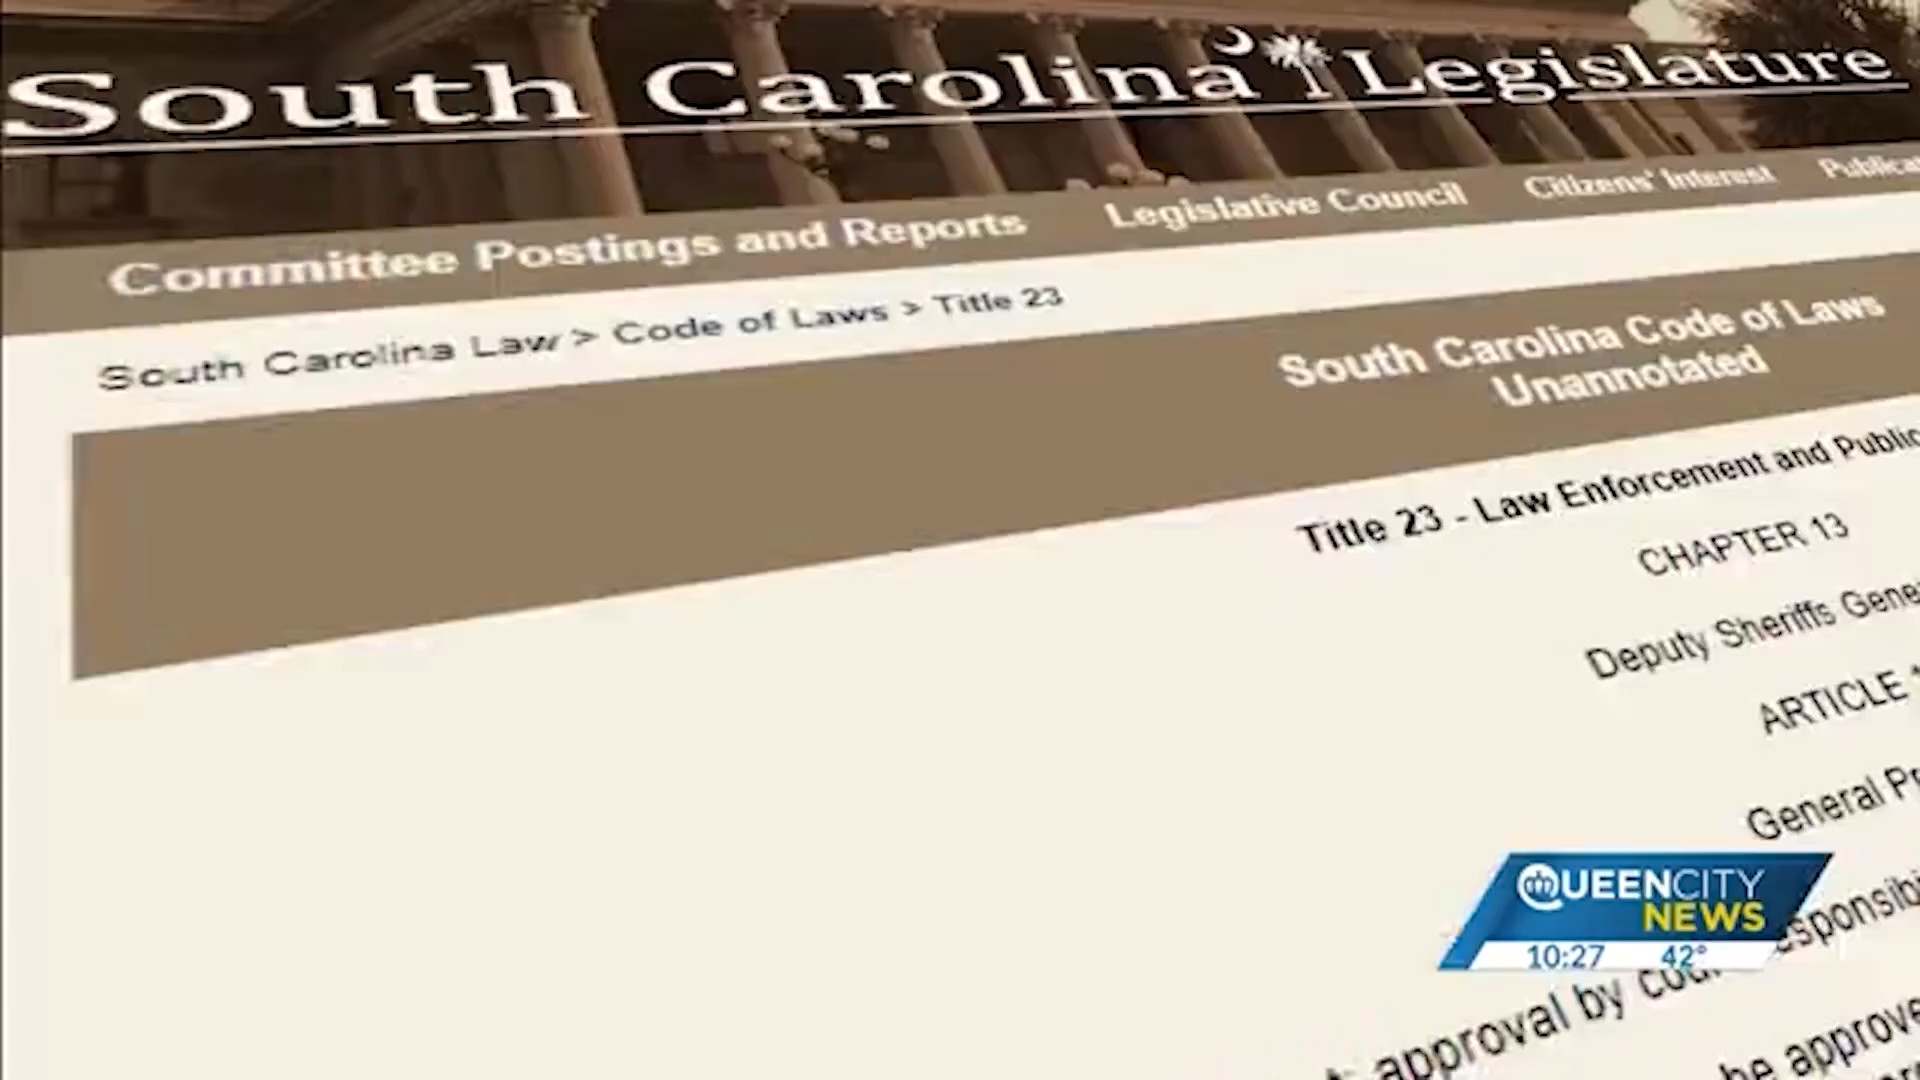 South Carolina Legislature
Committee Postings and Reports Legislative Council Citizens' Interest
South Carolina Law > Code of Laws > Title 23
South Carolina Code of Laws
Unannotated
Title 23 - Law Enforcement and Public
CHAPTER 13
Deputy Sheriffs
ARTICLE
General
approval by
be
QUEENCITY
NEWS
10:27 42°